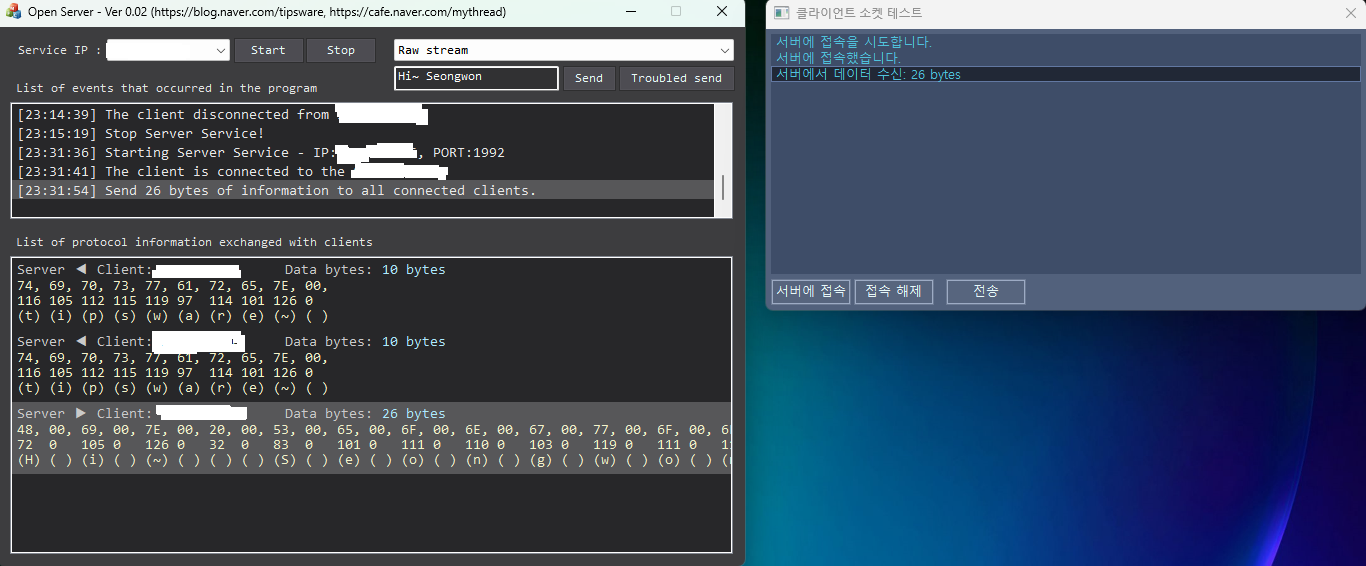 Open Server - Ver 0.02 (https://blog.naver.com/tipsware, https://cafe.naver.com/mythread)
Service IP :
Start
Stop
Raw stream
Hi~ Seongwon
Send
Troubled send
List of events that occurred in the program
[23:14:39] The client disconnected from
[23:15:19] Stop Server Service!
[23:31:36] Starting Server Service - IP: , PORT:1992
[23:31:41] The client is connected to the
[23:31:54] Send 26 bytes of information to all connected clients.
List of protocol information exchanged with clients
Server ◀ Client: Data bytes: 10 bytes
74, 69, 70, 73, 77, 61, 72, 65, 7E, 00,
116 105 112 115 119 97 114 101 126 0
(t) (i) (p) (s) (w) (a) (r) (e) (~) ( )
Server ◀ Client: Data bytes: 10 bytes
74, 69, 70, 73, 77, 61, 72, 65, 7E, 00,
116 105 112 115 119 97 114 101 126 0
(t) (i) (p) (s) (w) (a) (r) (e) (~) ( )
Server ▶ Client: Data bytes: 26 bytes
48, 00, 69, 00, 7E, 00, 20, 00, 53, 00, 65, 00, 6F, 00, 6E, 00, 67, 00, 77, 00, 6F, 00,
72 0 105 0 126 0 32 0 83 0 101 0 111 0 110 0 103 0 119 0 111 0
(H) ( ) (i) ( ) (~) ( ) ( ) ( ) (S) ( ) (e) ( ) (o) ( ) (n) ( ) (g) ( ) (w) ( ) (o) ( )
클라이언트 소켓 테스트
서버에 접속을 시도합니다.
서버에 접속했습니다.
서버에서 데이터 수신: 26 bytes
서버에 접속
접속 해제
전송